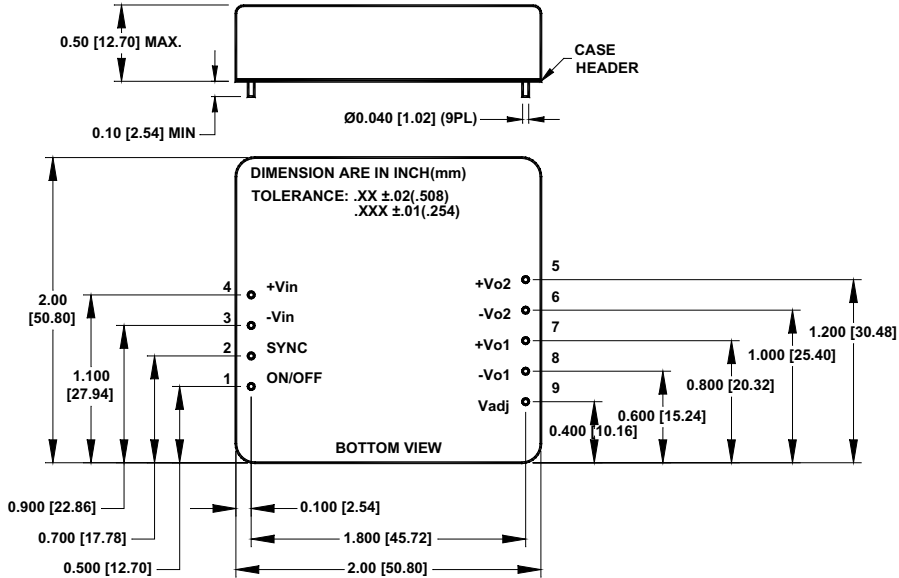 0.50 [12.70] MAX.
CASE
HEADER
Ø0.040 [1.02] (9PL)
0.10 [2.54] MIN
DIMENSION ARE IN INCH(mm)
TOLERANCE: .XX ±.02(.508)
.XXX ±.01(.254)
2.00
[50.80]
1.100
[27.94]
4 +Vin
3 -Vin
2 SYNC
1 ON/OFF
+Vo2 5
-Vo2 6
+Vo1 7
-Vo1 8
Vadj 9
1.200 [30.48]
1.000 [25.40]
0.800 [20.32]
0.600 [15.24]
0.400 [10.16]
BOTTOM VIEW
0.900 [22.86]
0.100 [2.54]
0.700 [17.78]
1.800 [45.72]
0.500 [12.70]
2.00 [50.80]